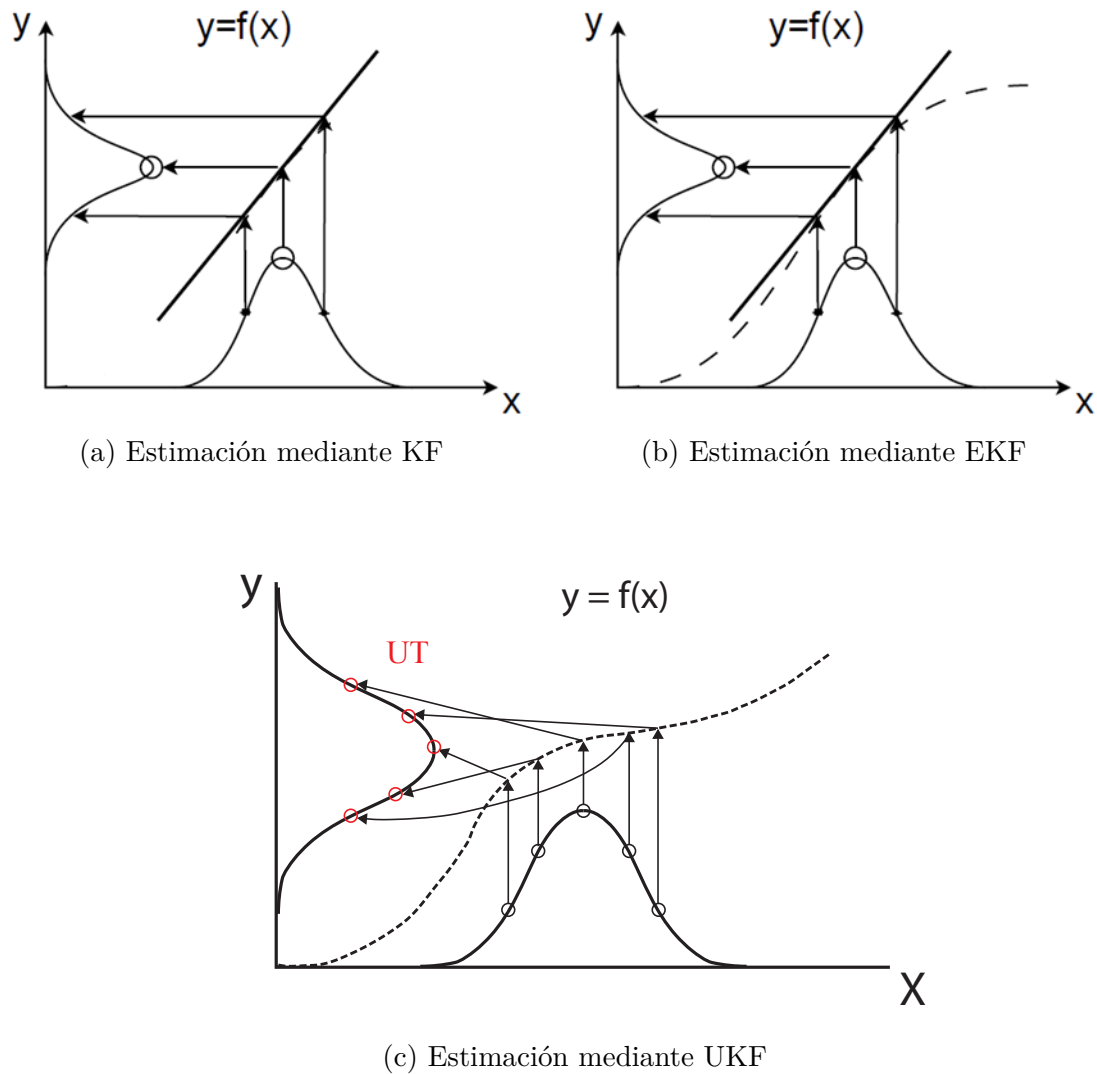 y
y=f(x)
x
y
y=f(x)
x
(a) Estimación mediante KF
(b) Estimación mediante EKF
y
y = f(x)
UT
X
(c) Estimación mediante UKF